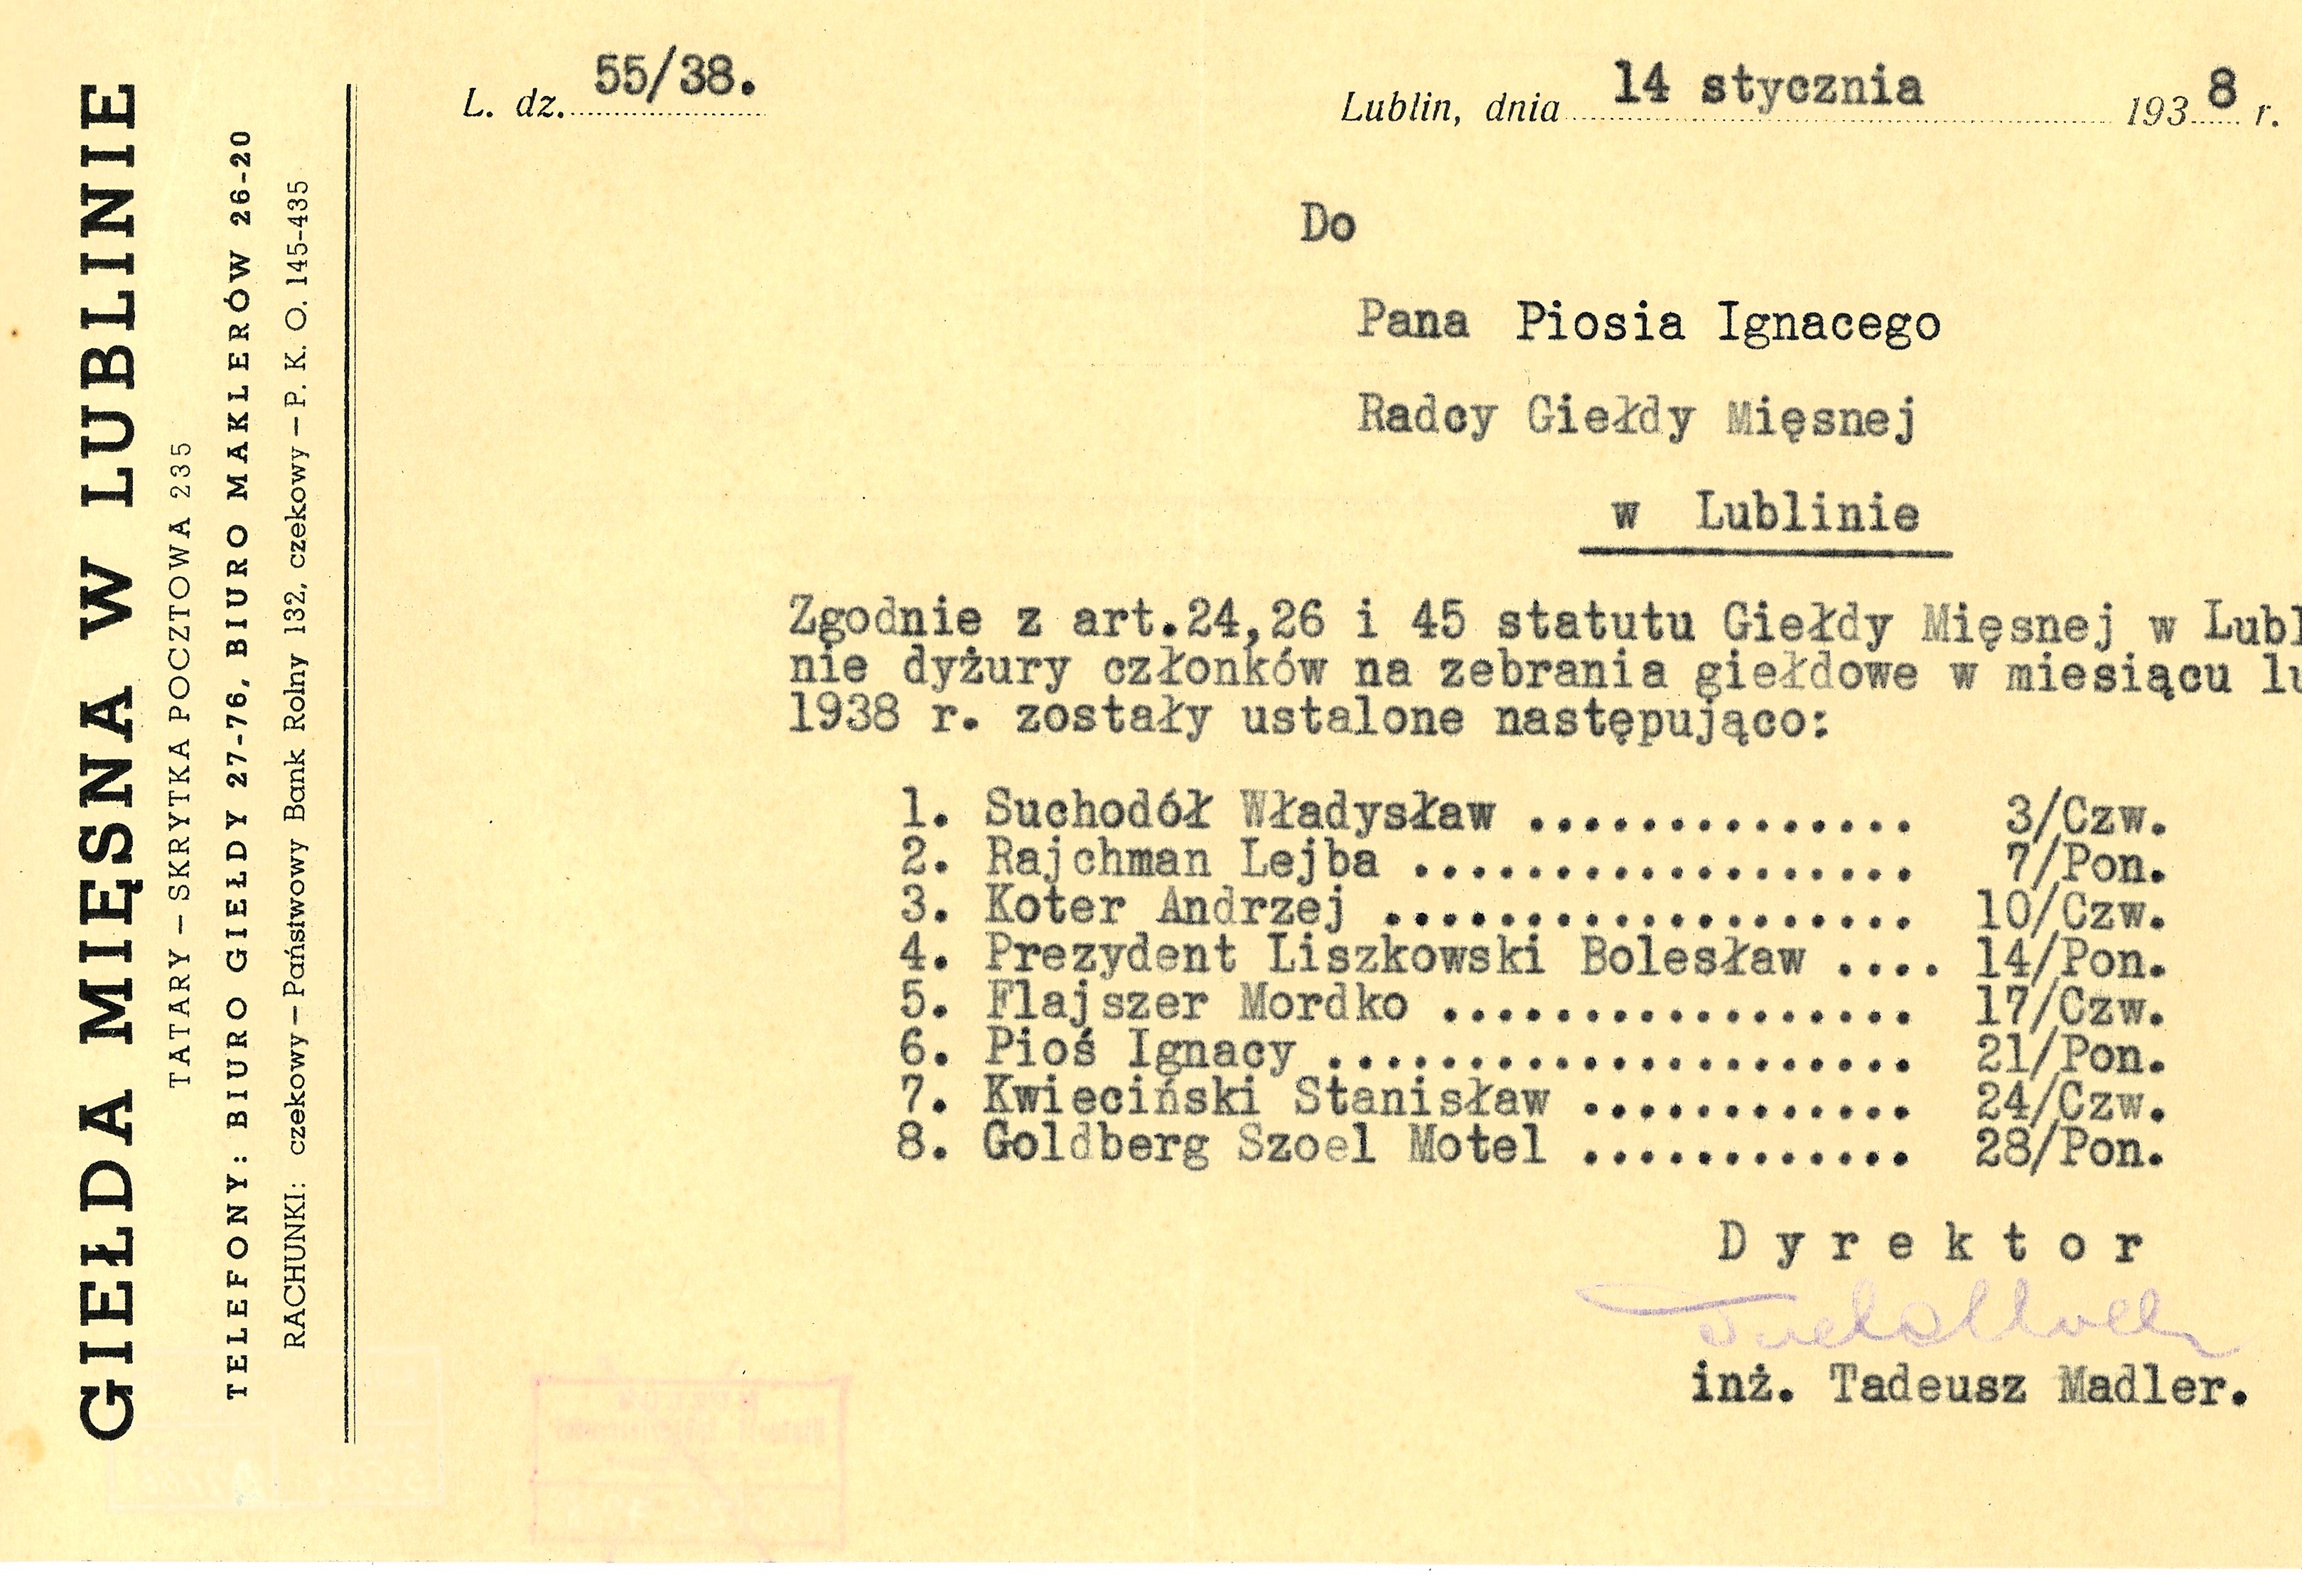 GIEŁDA MIĘSNA W LUBLINIE
TATARY – SKRYTKA POCZTOWA 235
TELEFONY: BIURO GIEŁDY 27-76, BIURO MAKLERÓW 26-20
RACHUNKI: czekowy – Państwowy Bank Rolny 132, czekowy – P. K. O. 145-435
L. dz. 55/38.
Lublin, dnia 14 stycznia 1938 r.
Do
Pana Piosia Ignacego
Radcy Giełdy Mięsnej
w Lublinie
Zgodnie z art.24,26 i 45 statutu Giełdy Mięsnej w Lubl
nie dyżury członków na zebrania giełdowe w miesiącu lu
1938 r. zostały ustalone następująco:
1. Suchodół Władysław .............. 3/Czw.
2. Rajchman Lejba .................. 7/Pon.
3. Koter Andrzej ................... 10/Czw.
4. Prezydent Liszkowski Bolesław .... 14/Pon.
5. Flajszer Mordko ................. 17/Czw.
6. Pioś Ignacy ..................... 21/Pon.
7. Kwieciński Stanisław ............ 24/Czw.
8. Goldberg Szoel Motel ............ 28/Pon.
Dyrektor
inż. Tadeusz Madler.